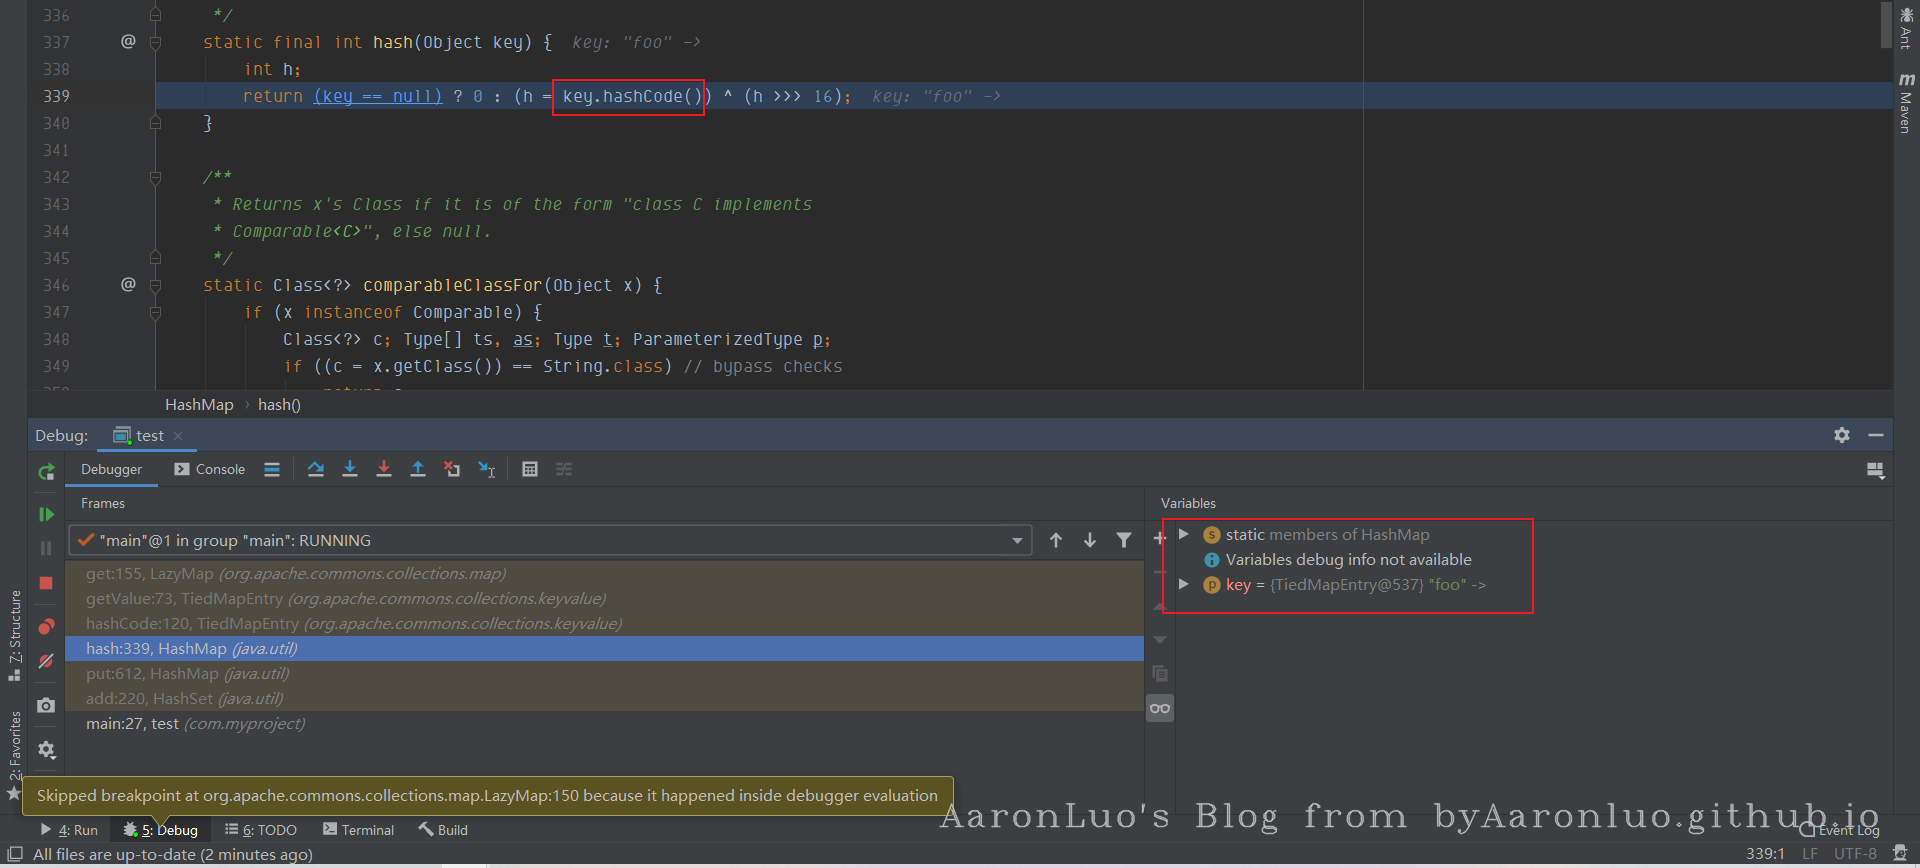 336 */
337 @ static final int hash(Object key) { key: "foo" ->
338 int h;
339 return (key == null) ? 0 : (h = key.hashCode()) ^ (h >>> 16); key: "foo" ->
340 }
341
342 /**
343 * Returns x's Class if it is of the form "class C implements
344 * Comparable<C>", else null.
345 */
346 @ static Class<?> comparableClassFor(Object x) {
347 if (x instanceof Comparable) {
348 Class<?> c; Type[] ts, as; Type t; ParameterizedType p;
349 if ((c = x.getClass()) == String.class) // bypass checks
Ant
Maven
HashMap › hash()
Debug: test
Debugger Console
Frames
Variables
"main"@1 in group "main": RUNNING
get:155, LazyMap (org.apache.commons.collections.map)
getValue:73, TiedMapEntry (org.apache.commons.collections.keyvalue)
hashCode:120, TiedMapEntry (org.apache.commons.collections.keyvalue)
hash:339, HashMap (java.util)
put:612, HashMap (java.util)
add:220, HashSet (java.util)
main:27, test (com.myproject)
static members of HashMap
Variables debug info not available
key = {TiedMapEntry@537} "foo" ->
Z: Structure
2: Favorites
Skipped breakpoint at org.apache.commons.collections.map.LazyMap:150 because it happened inside debugger evaluation
AaronLuo's Blog from byAaronluo.github.io
4: Run 5: Debug 6: TODO Terminal Build Event Log
All files are up-to-date (2 minutes ago) 339:1 LF UTF-8